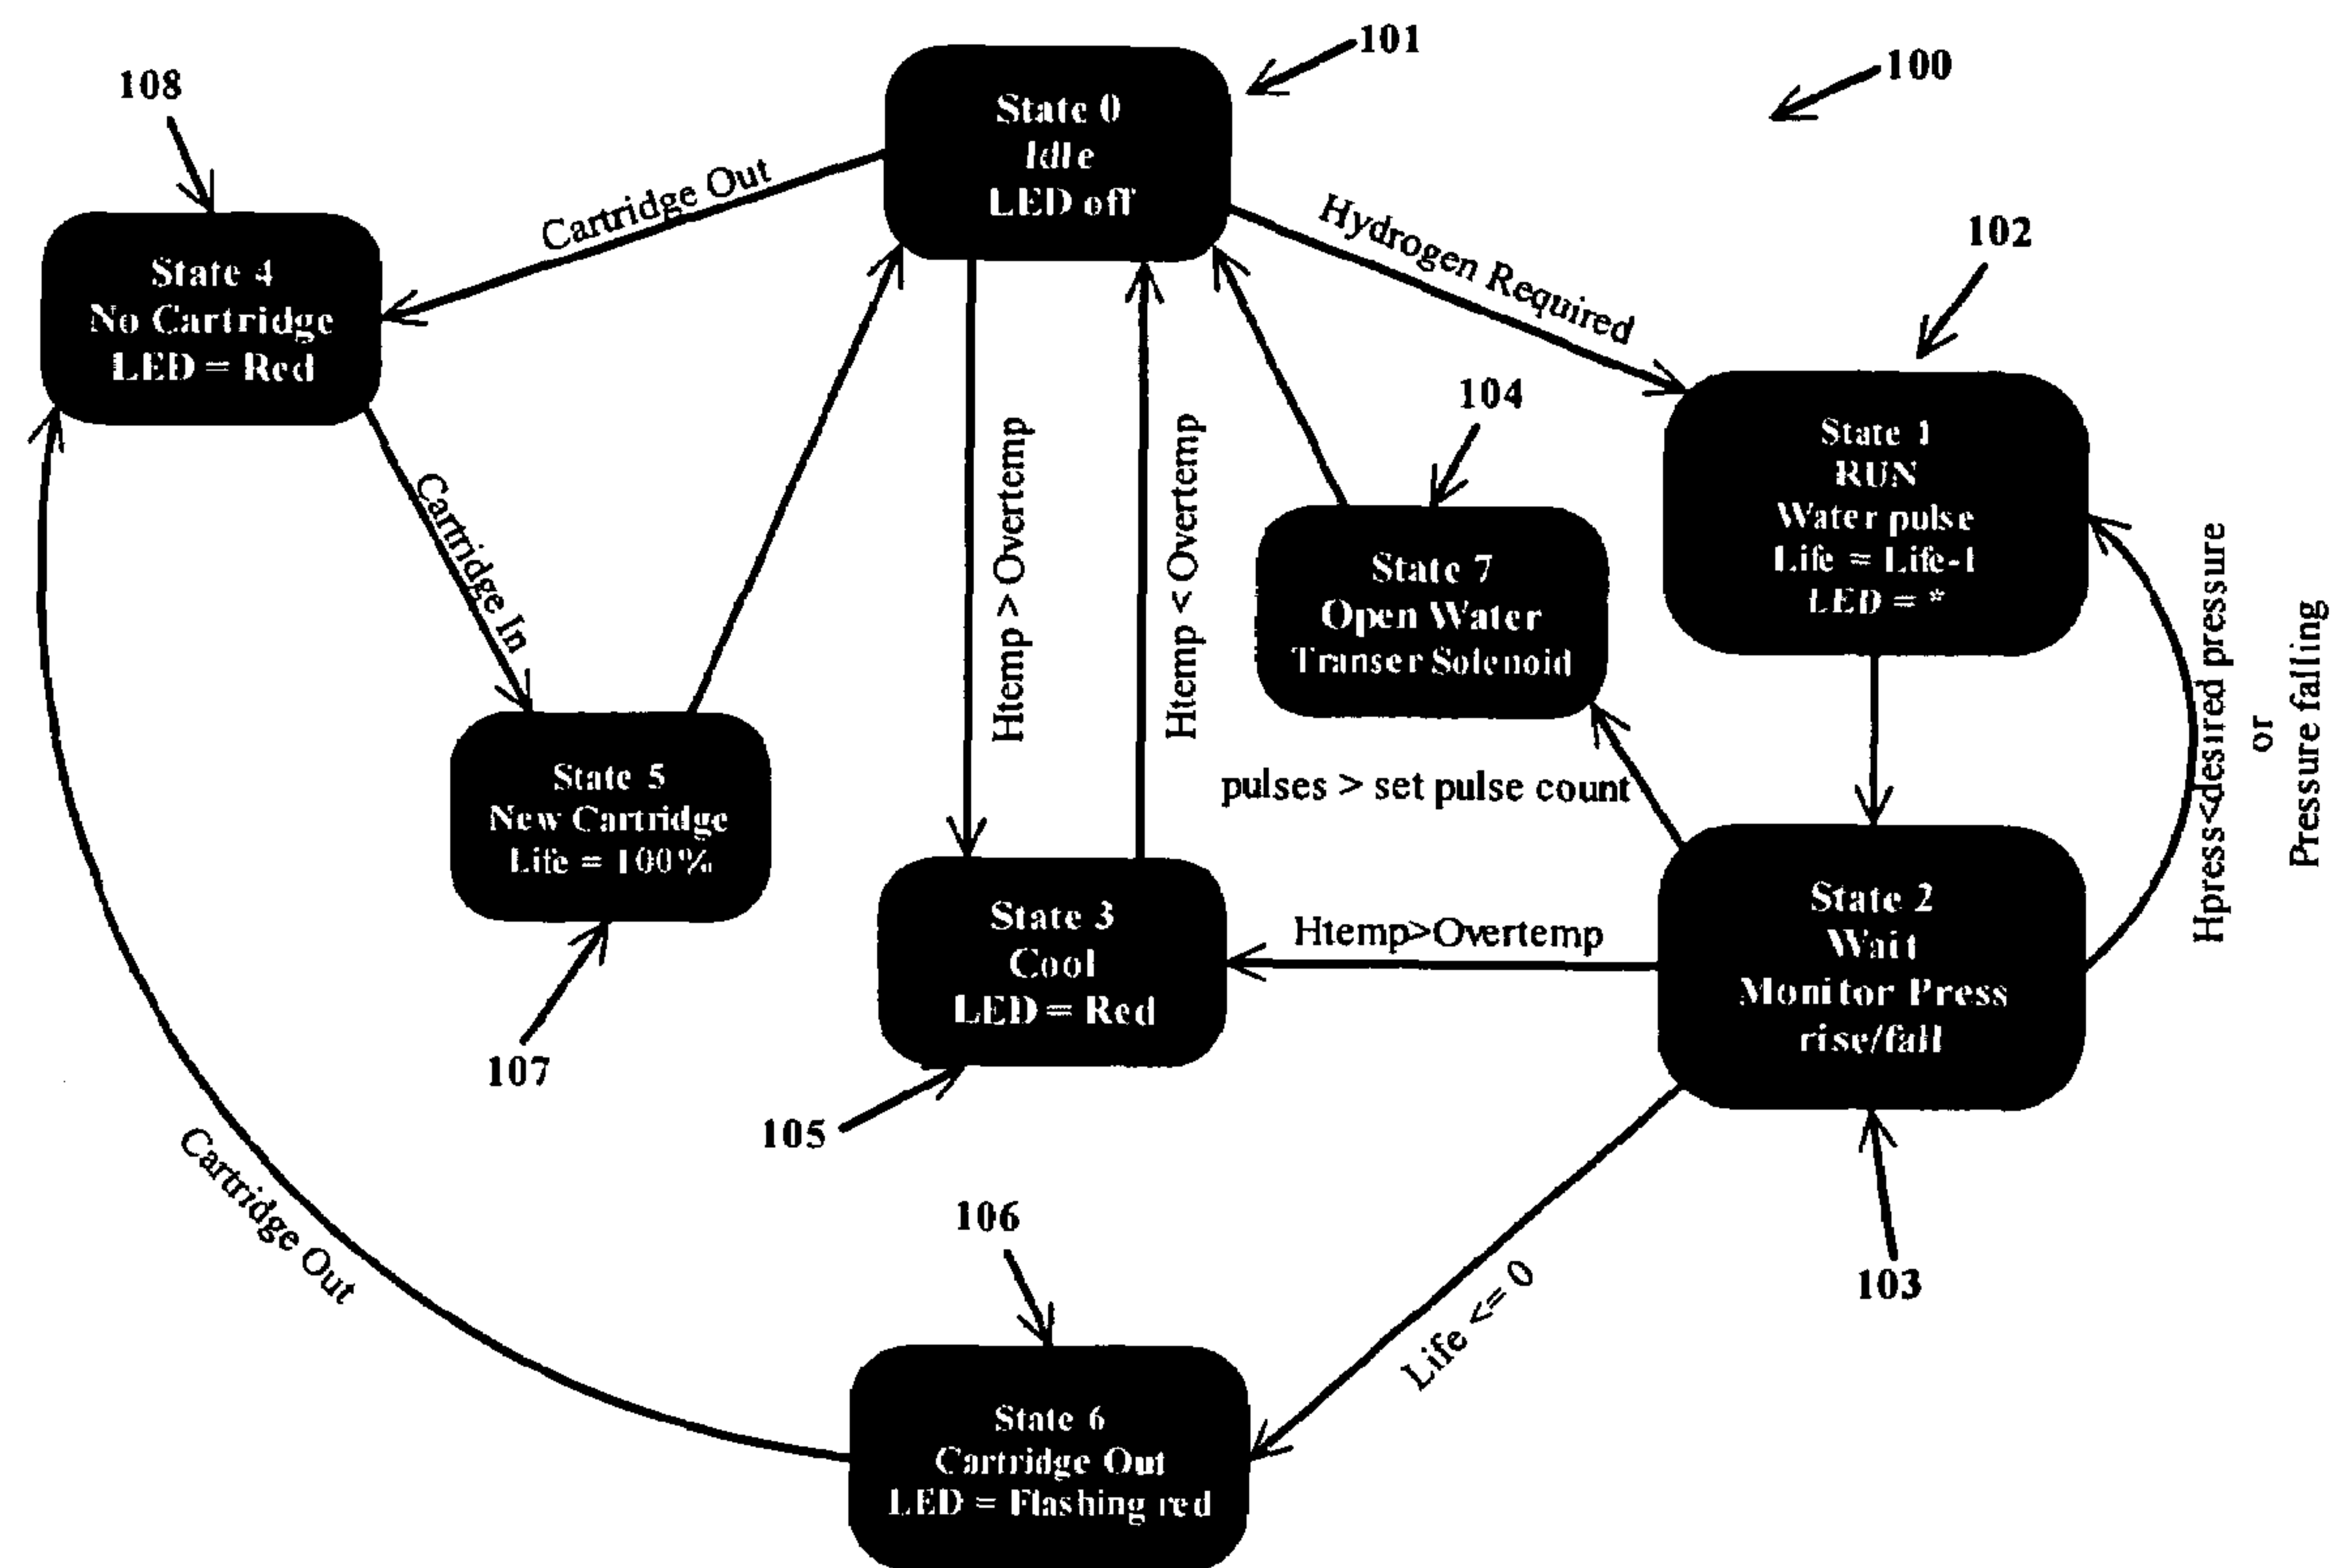 101
100
108
State 0
Idle
LED off
Cartridge Out
Hydrogen Required
102
State 4
No Cartridge
LED = Red
104
State 1
RUN
Water pulse
Life = Life-1
LED = *
Cartridge In
Htemp > Overtemp
Htemp < Overtemp
State 7
Open Water
Transer Solenoid
Hpress<desired pressure
or
Pressure falling
pulses > set pulse count
State 5
New Cartridge
Life = 100%
State 3
Cool
LED = Red
Htemp>Overtemp
State 2
Wait
Monitor Press
rise/fall
107
105
Cartridge Out
106
103
Life <= 0
State 6
Cartridge Out
LED = Flashing red